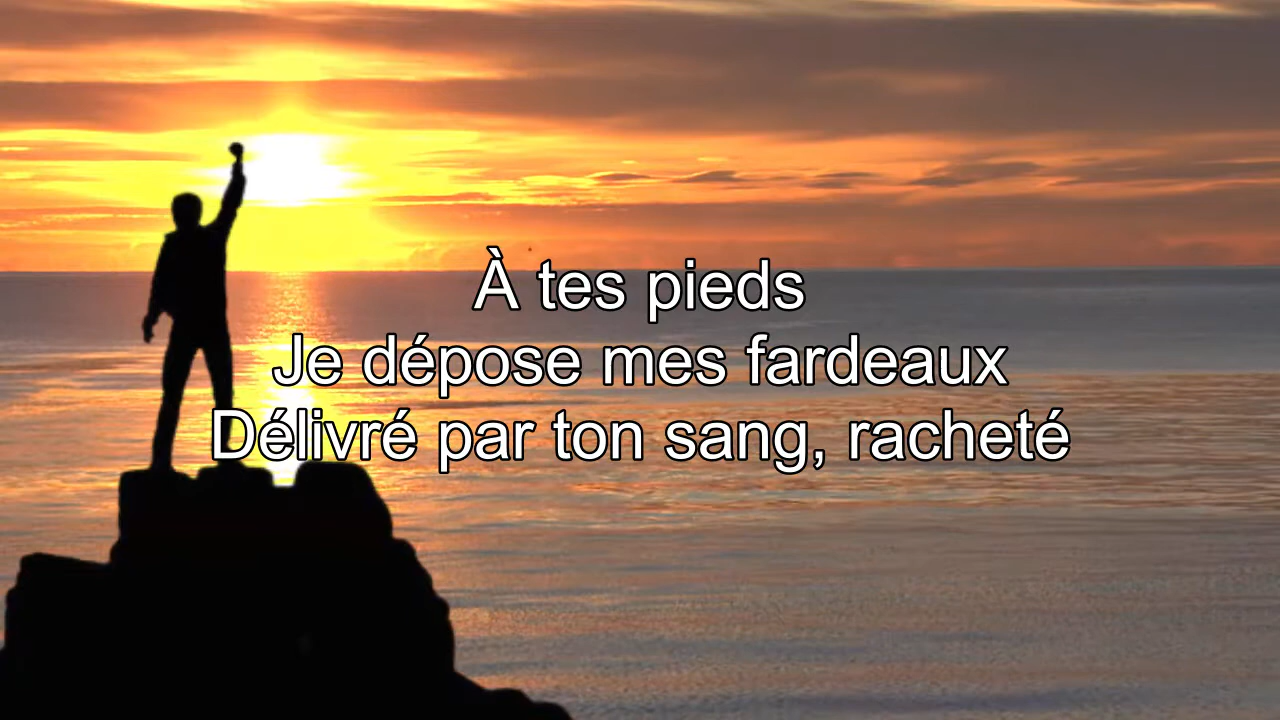 À tes pieds
Je dépose mes fardeaux
Délivré par ton sang, racheté